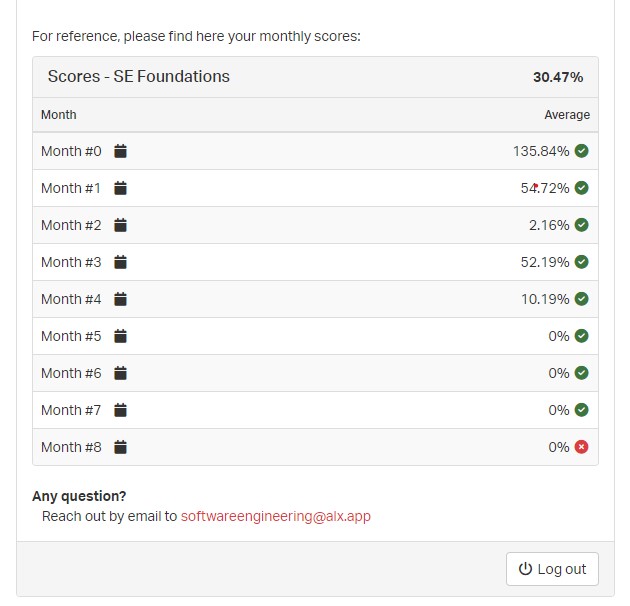 For reference, please find here your monthly scores:
Scores - SE Foundations 30.47%
Month Average
Month #0 135.84%
Month #1 54.72%
Month #2 2.16%
Month #3 52.19%
Month #4 10.19%
Month #5 0%
Month #6 0%
Month #7 0%
Month #8 0%
Any question?
Reach out by email to softwareengineering@alx.app
Log out